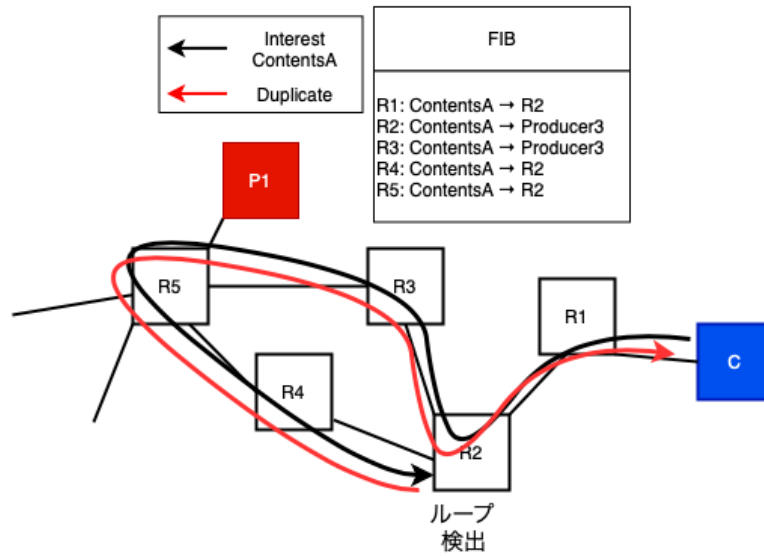 Interest
ContentsA
Duplicate
FIB
R1: ContentsA → R2
R2: ContentsA → Producer3
R3: ContentsA → Producer3
R4: ContentsA → R2
R5: ContentsA → R2
P1
R5
R3
R1
C
R4
R2
ループ
検出